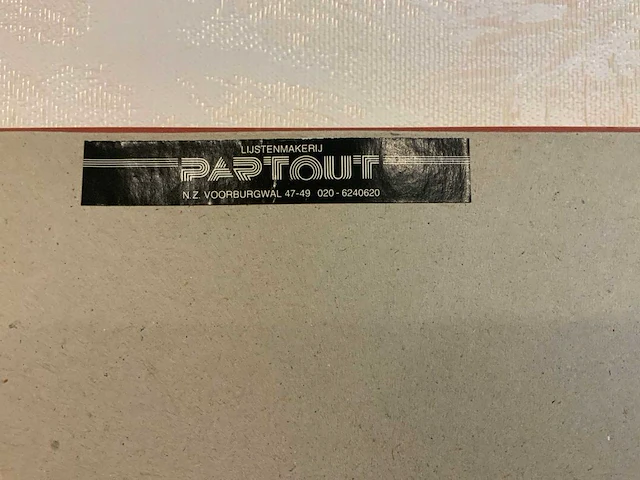 LIJSTENMAKERIJ
PARTOUT
N.Z. VOORBURGWAL 47-49 020 - 6240620